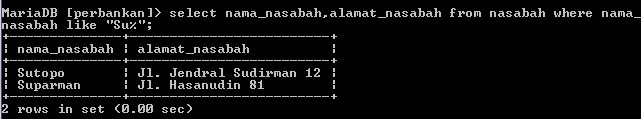 MariaDB [perbankan]> select nama_nasabah,alamat_nasabah from nasabah where nama_
nasabah like "Su%";
+--------------+-------------------------+
| nama_nasabah | alamat_nasabah          |
+--------------+-------------------------+
| Sutopo       | Jl. Jendral Sudirman 12 |
| Suparman     | Jl. Hasanudin 81        |
+--------------+-------------------------+
2 rows in set (0.00 sec)